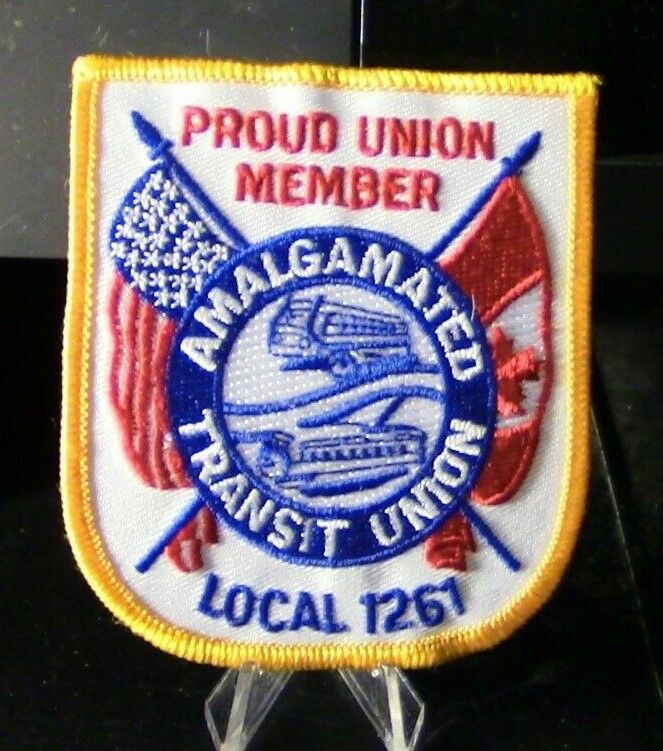 PROUD UNION
MEMBER
AMALGAMATED
TRANSIT UNION
LOCAL 1261